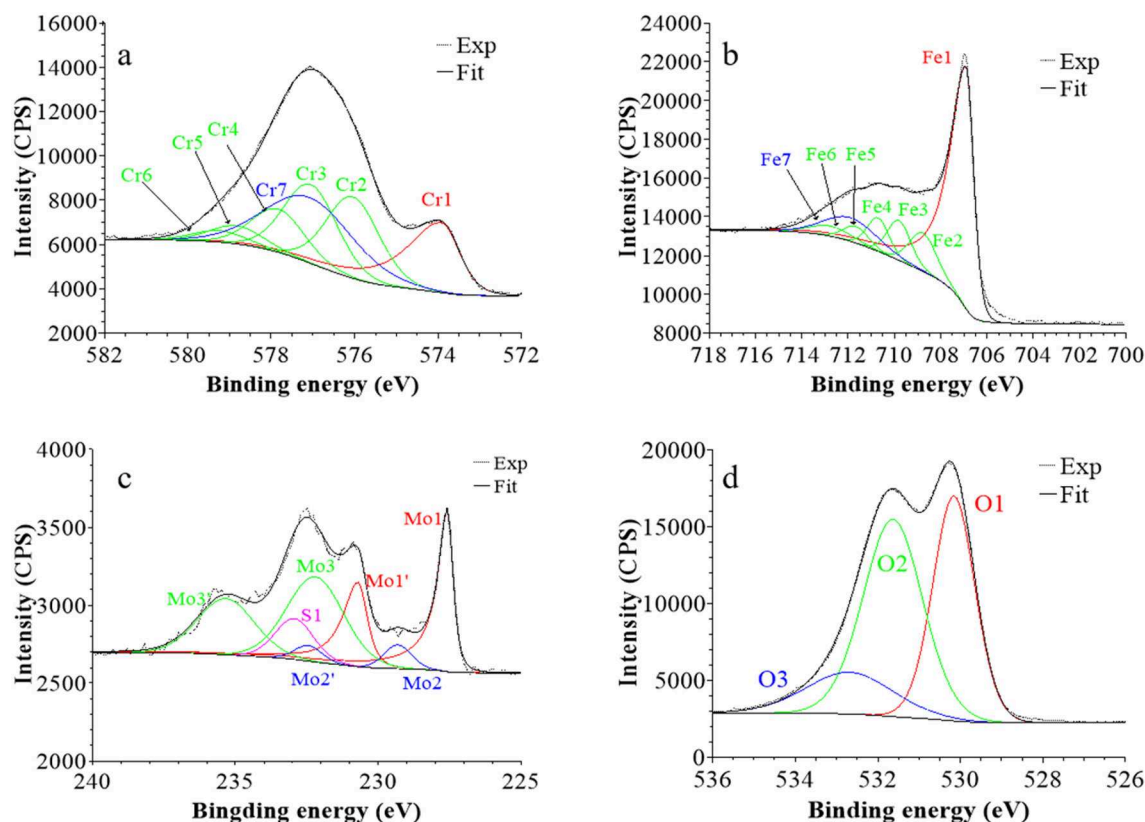 a
Exp
Fit
Intensity (CPS)
16000
14000
12000
10000
8000
6000
4000
2000
Cr6
Cr5
Cr4
Cr7
Cr3
Cr2
Cr1
582 580 578 576 574 572
Binding energy (eV)
b
Exp
Fit
Intensity (CPS)
24000
22000
20000
18000
16000
14000
12000
10000
8000
Fe1
Fe7
Fe6
Fe5
Fe4
Fe3
Fe2
718 716 714 712 710 708 706 704 702 700
Binding energy (eV)
c
Exp
Fit
Intensity (CPS)
4000
3500
3000
2500
2000
Mo3'
Mo3
S1
Mo2'
Mo1'
Mo1
Mo2
240 235 230 225
Bingding energy (eV)
d
Exp
Fit
Intensity (CPS)
20000
15000
10000
5000
0
O3
O2
O1
536 534 532 530 528 526
Binding energy (eV)